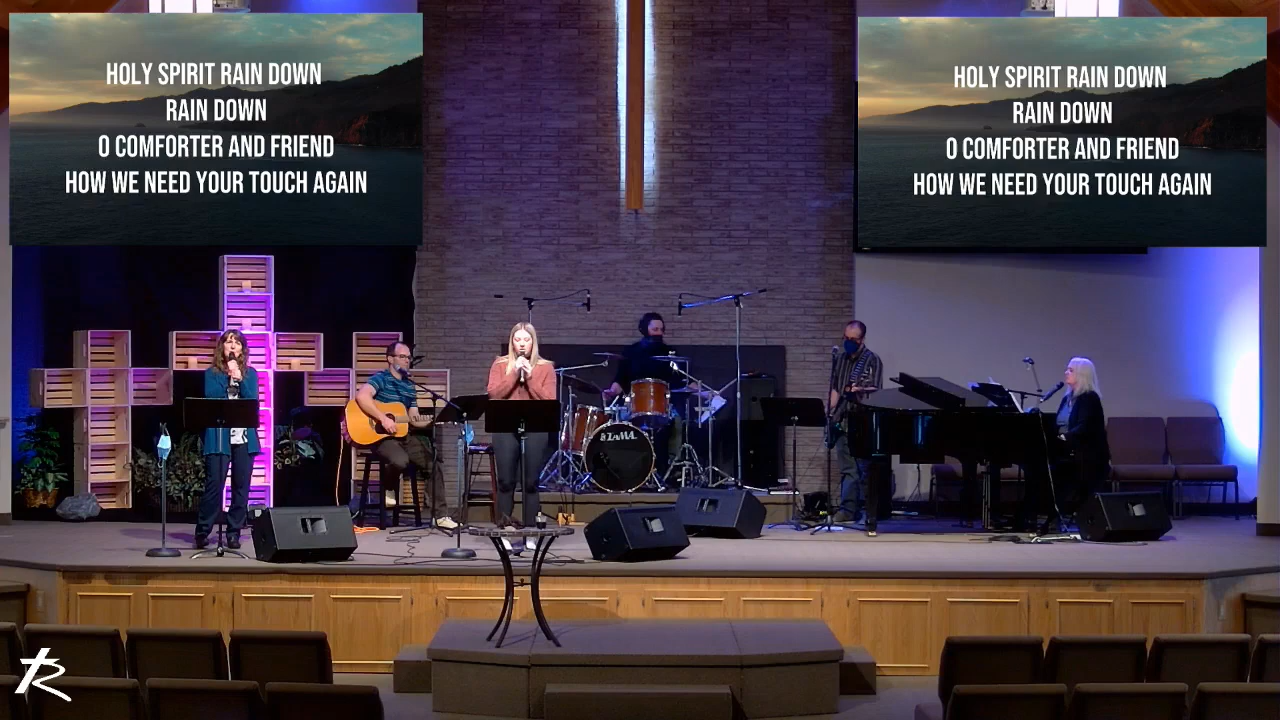 HOLY SPIRIT RAIN DOWN
RAIN DOWN
O COMFORTER AND FRIEND
HOW WE NEED YOUR TOUCH AGAIN
HOLY SPIRIT RAIN DOWN
RAIN DOWN
O COMFORTER AND FRIEND
HOW WE NEED YOUR TOUCH AGAIN
TAMA
R